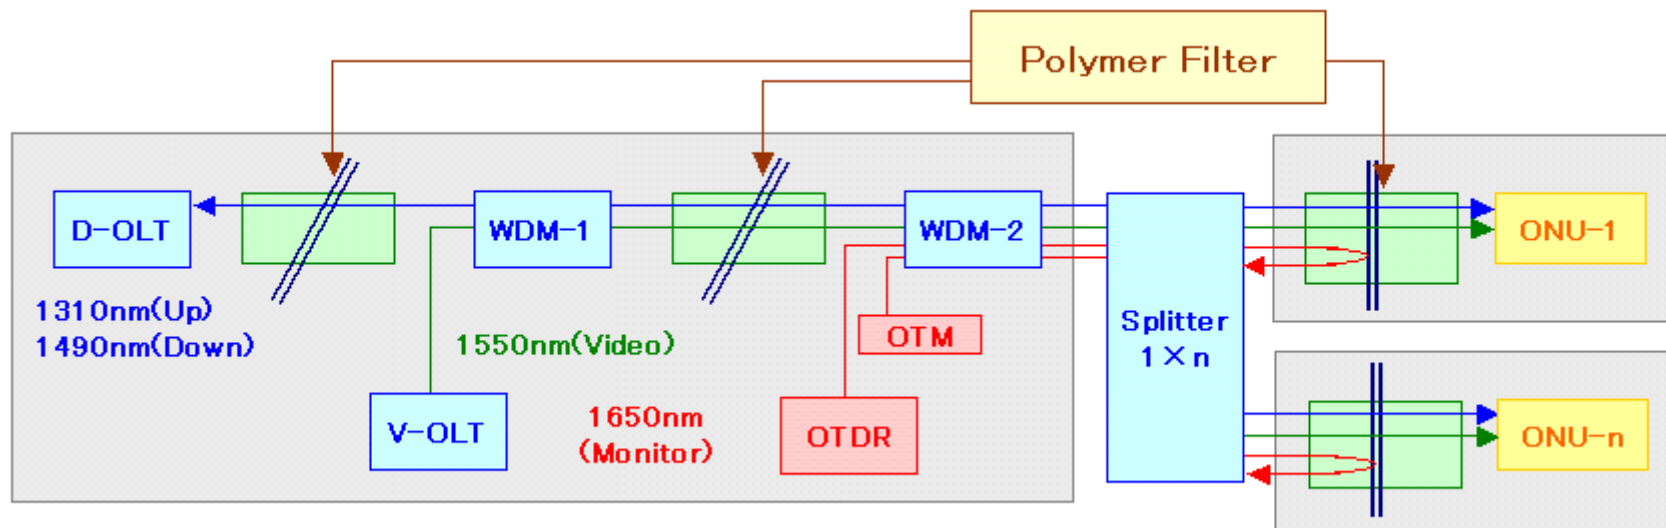 Polymer Filter
D-OLT
WDM-1
WDM-2
ONU-1
1310nm(Up)
1490nm(Down)
1550nm(Video)
OTM
Splitter
1×n
V-OLT
1650nm
(Monitor)
OTDR
ONU-n